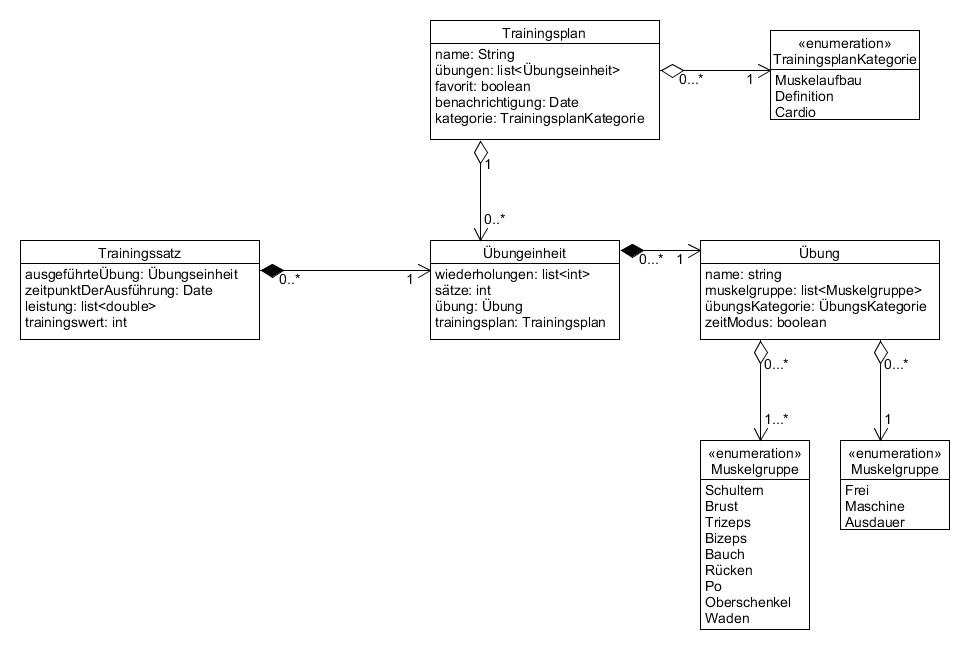 Trainingsplan
name: String
übungen: list<Übungseinheit>
favorit: boolean
benachrichtigung: Date
kategorie: TrainingsplanKategorie
0...*
1
«enumeration»
TrainingsplanKategorie
Muskelaufbau
Definition
Cardio
1
0..*
Trainingssatz
ausgeführteÜbung: Übungseinheit
zeitpunktDerAusführung: Date
leistung: list<double>
trainingswert: int
0..*
1
Übungeinheit
wiederholungen: list<int>
sätze: int
übung: Übung
trainingsplan: Trainingsplan
0...*
1
Übung
name: string
muskelgruppe: list<Muskelgruppe>
übungsKategorie: ÜbungsKategorie
zeitModus: boolean
0...*
0...*
1...*
1
«enumeration»
Muskelgruppe
Schultern
Brust
Trizeps
Bizeps
Bauch
Rücken
Po
Oberschenkel
Waden
«enumeration»
Muskelgruppe
Frei
Maschine
Ausdauer